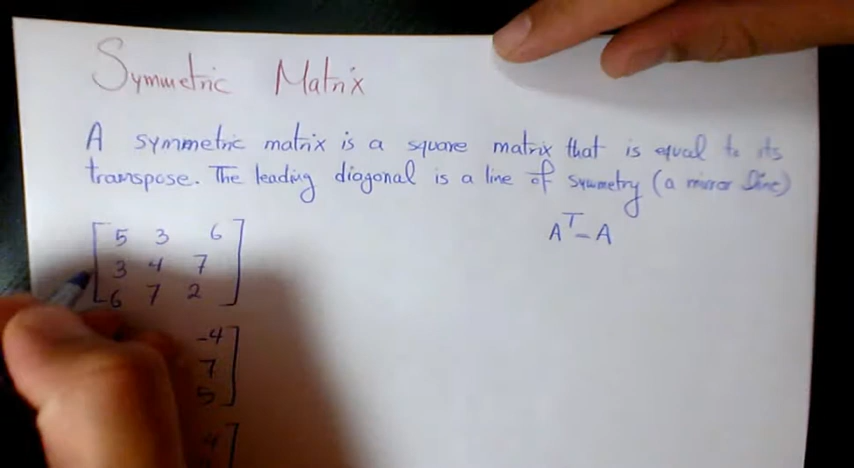 Symmetric Matrix
A symmetric matrix is a square matrix that is equal to its
transpose. The leading diagonal is a line of symmetry (a mirror line)
A^T = A
5 3 6
3 4 7
6 7 2
-4
7
5
4